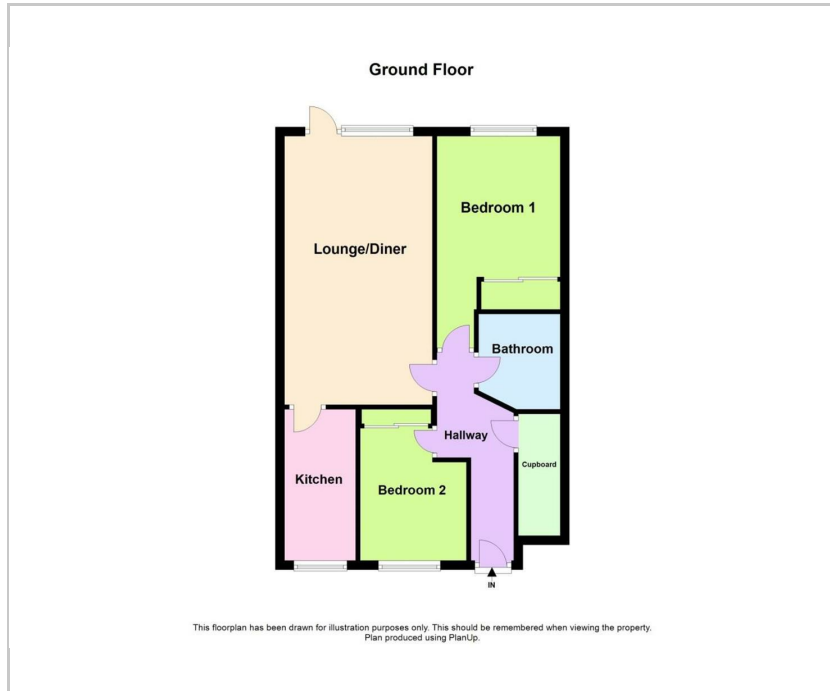 Ground Floor
Bedroom 1
Lounge/Diner
Bathroom
Hallway
Cupboard
Kitchen
Bedroom 2
IN
This floorplan has been drawn for illustration purposes only. This should be remembered when viewing the property.
Plan produced using PlanUp.